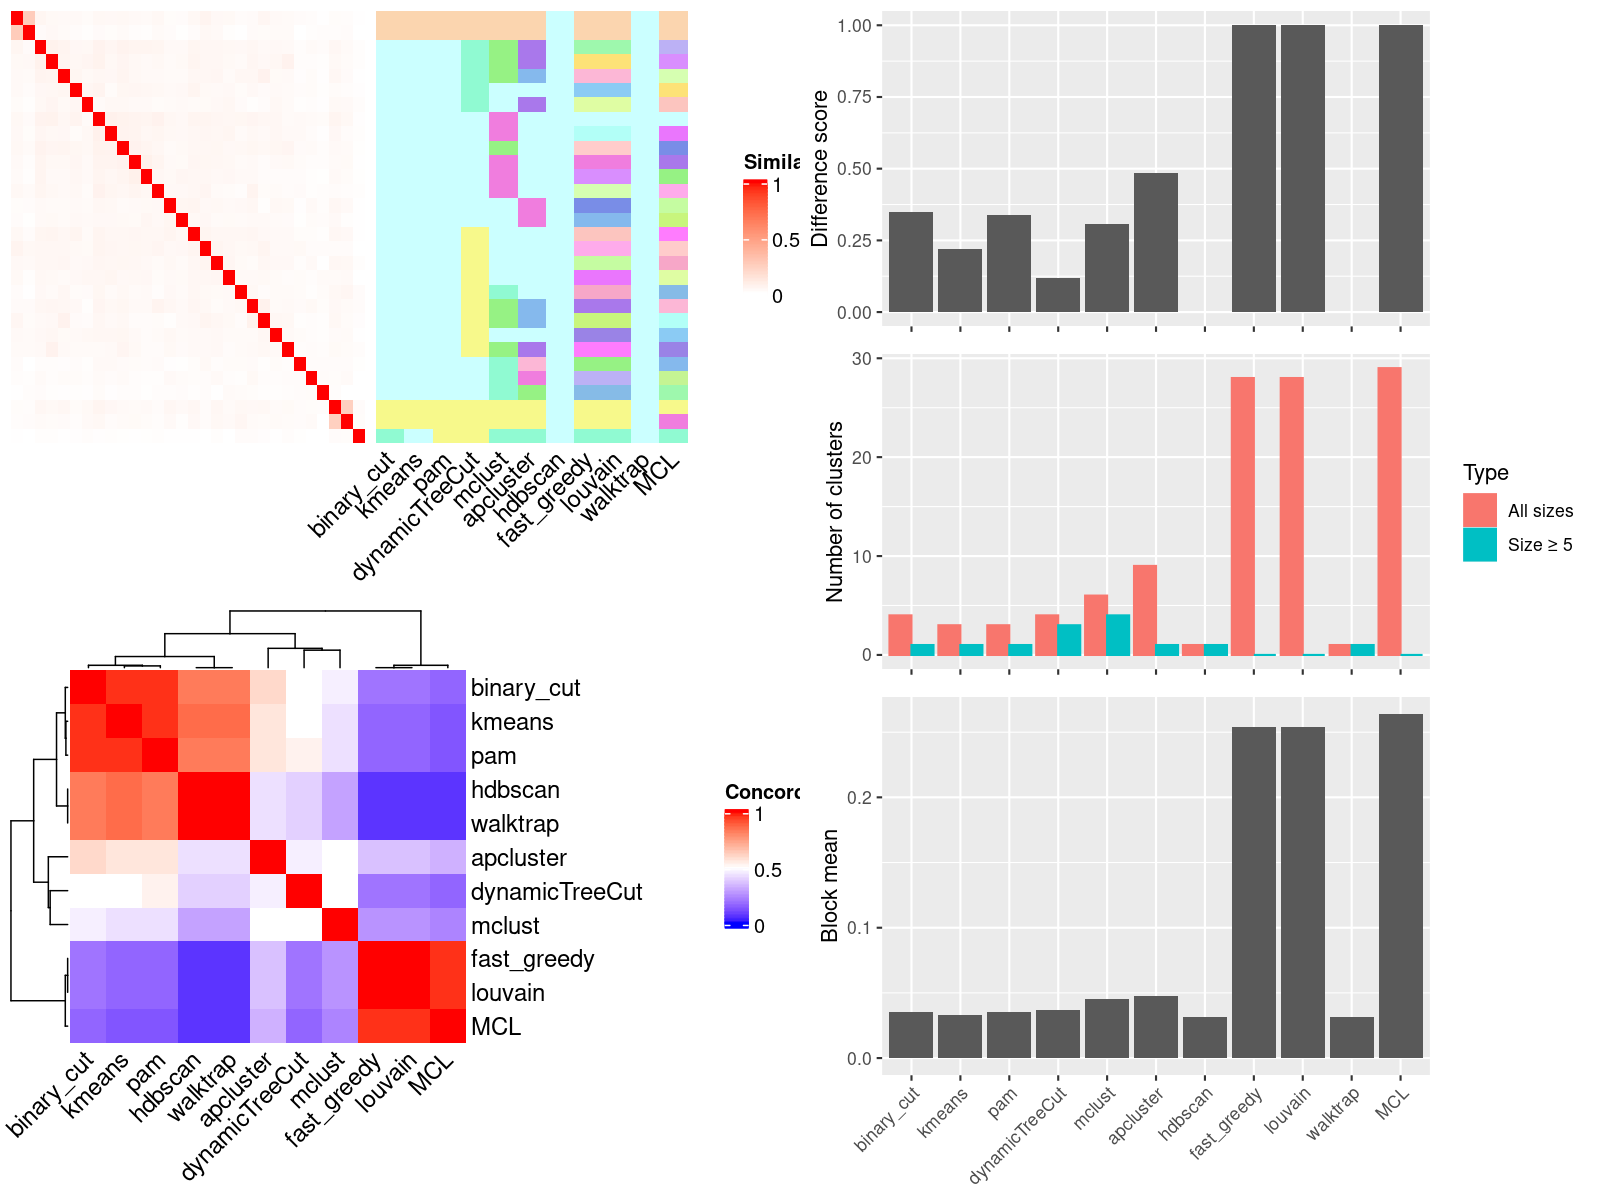 Simila
1
0.5
0
binary_cut
kmeans
pam
dynamicTreeCut
mclust
apcluster
hdbscan
fast_greedy
louvain
walktrap
MCL
Difference score
1.00
0.75
0.50
0.25
0.00
Number of clusters
30
20
10
0
Type
All sizes
Size ≥ 5
binary_cut
kmeans
pam
hdbscan
walktrap
apcluster
dynamicTreeCut
mclust
fast_greedy
louvain
MCL
binary_cut
kmeans
pam
hdbscan
walktrap
apcluster
dynamicTreeCut
mclust
fast_greedy
louvain
MCL
Concord
1
0.5
0
Block mean
0.2
0.1
0.0
binary_cut
kmeans
pam
dynamicTreeCut
mclust
apcluster
hdbscan
fast_greedy
louvain
walktrap
MCL